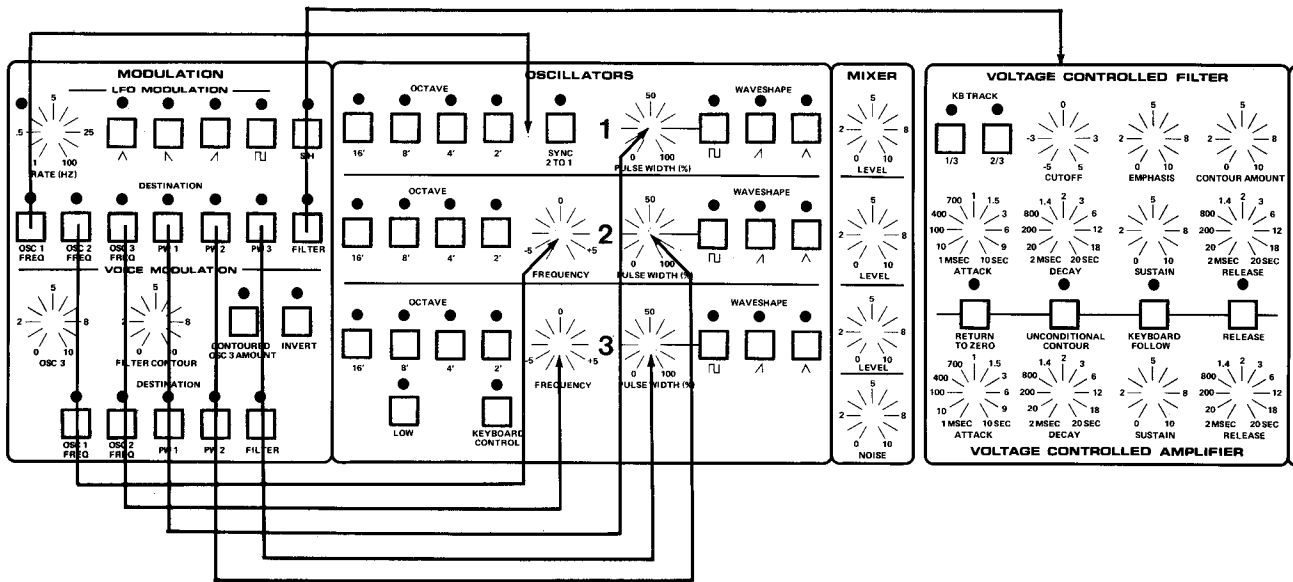 MODULATION
LFO MODULATION
5
.5 25
1 100
RATE (HZ)
SH
DESTINATION
OSC 1 FREQ
OSC 2 FREQ
OSC 3 FREQ
PW 1
PW 2
PW 3
FILTER
VOICE MODULATION
5
2 8
0 10
OSC 3
5
2 8
0 10
FILTER CONTOUR
CONTOURED OSC 3 AMOUNT
INVERT
DESTINATION
OSC 1 FREQ
OSC 2 FREQ
PW 1
PW 2
FILTER
OSCILLATORS
OCTAVE
16' 8' 4' 2'
SYNC 2 TO 1
1
50
0 100
PULSE WIDTH (%)
WAVESHAPE
OCTAVE
16' 8' 4' 2'
0
-5 +5
FREQUENCY
2
50
0 100
PULSE WIDTH (%)
WAVESHAPE
OCTAVE
16' 8' 4' 2'
LOW
KEYBOARD CONTROL
0
-5 +5
FREQUENCY
3
50
0 100
PULSE WIDTH (%)
WAVESHAPE
MIXER
5
2 8
0 10
LEVEL
5
2 8
0 10
LEVEL
5
2 8
0 10
LEVEL
5
2 8
0 10
NOISE
VOLTAGE CONTROLLED FILTER
KB TRACK
1/3 2/3
0
-3 3
-5 5
CUTOFF
5
2 8
0 10
EMPHASIS
5
2 8
0 10
CONTOUR AMOUNT
700 1 1.5
400 3
100 6
10 9
1 MSEC 10 SEC
ATTACK
1.4 2 3
800 6
200 12
20 18
2 MSEC 20 SEC
DECAY
5
2 8
0 10
SUSTAIN
1.4 2 3
800 6
200 12
20 18
2 MSEC 20 SEC
RELEASE
RETURN TO ZERO
UNCONDITIONAL CONTOUR
KEYBOARD FOLLOW
RELEASE
700 1 1.5
400 3
100 6
10 9
1 MSEC 10 SEC
ATTACK
1.4 2 3
800 6
200 12
20 18
2 MSEC 20 SEC
DECAY
5
2 8
0 10
SUSTAIN
1.4 2 3
800 6
200 12
20 18
2 MSEC 20 SEC
RELEASE
VOLTAGE CONTROLLED AMPLIFIER